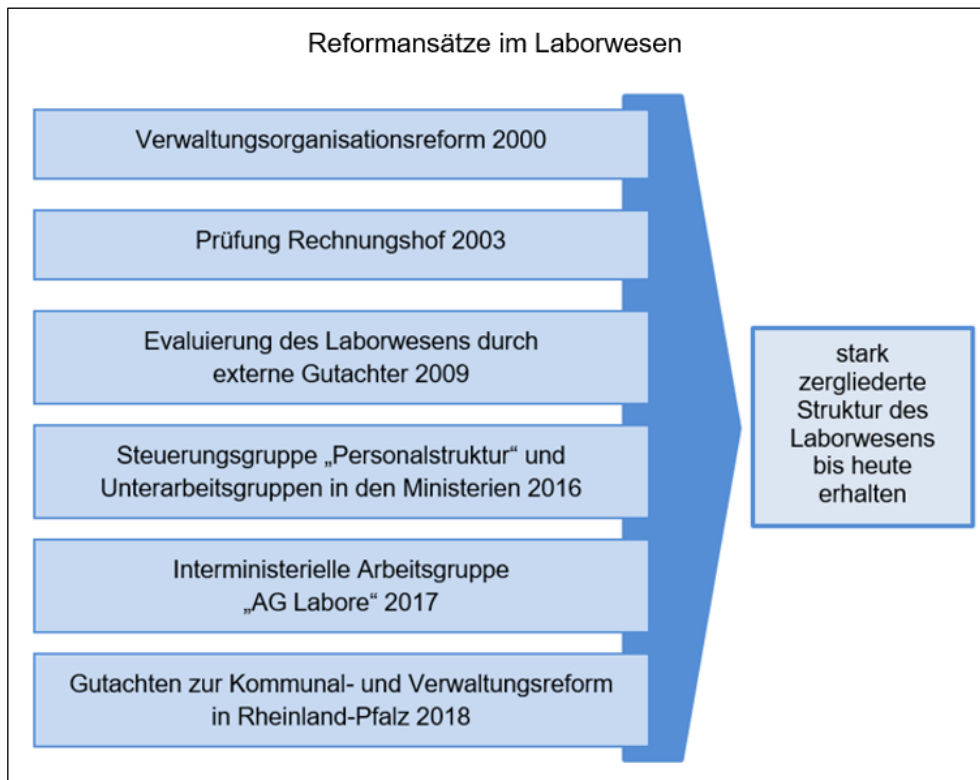 Reformansätze im Laborwesen
Verwaltungsorganisationsreform 2000
Prüfung Rechnungshof 2003
Evaluierung des Laborwesens durch
externe Gutachter 2009
Steuerungsgruppe „Personalstruktur“ und
Unterarbeitsgruppen in den Ministerien 2016
Interministerielle Arbeitsgruppe
„AG Labore“ 2017
Gutachten zur Kommunal- und Verwaltungsreform
in Rheinland-Pfalz 2018
stark
zergliederte
Struktur des
Laborwesens
bis heute
erhalten